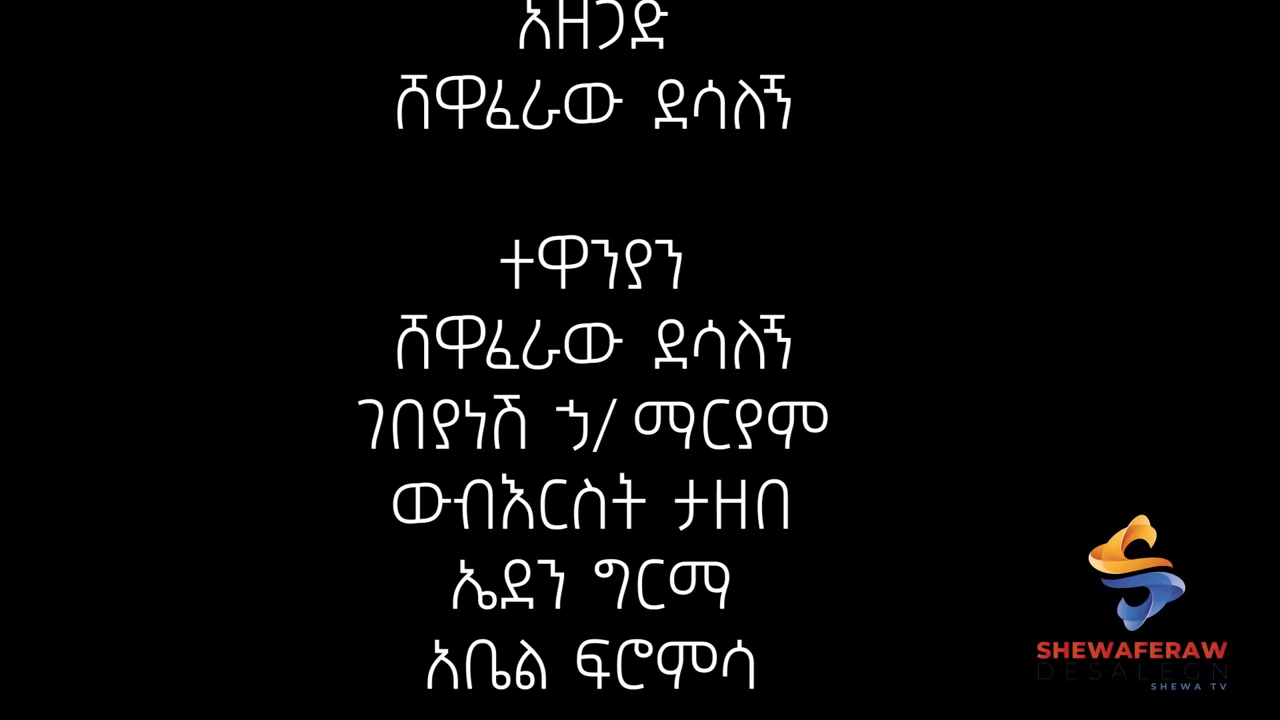 አዘጋጅ
ሸዋፈራው ደሳለኝ
ተዋንያን
ሸዋፈራው ደሳለኝ
ገበያነሽ ኃ/ ማርያም
ውብእርስት ታዘበ
ኤደን ግርማ
አቤል ፍሮምሳ
SHEWAFERAW
DESALEGN
SHEWA TV